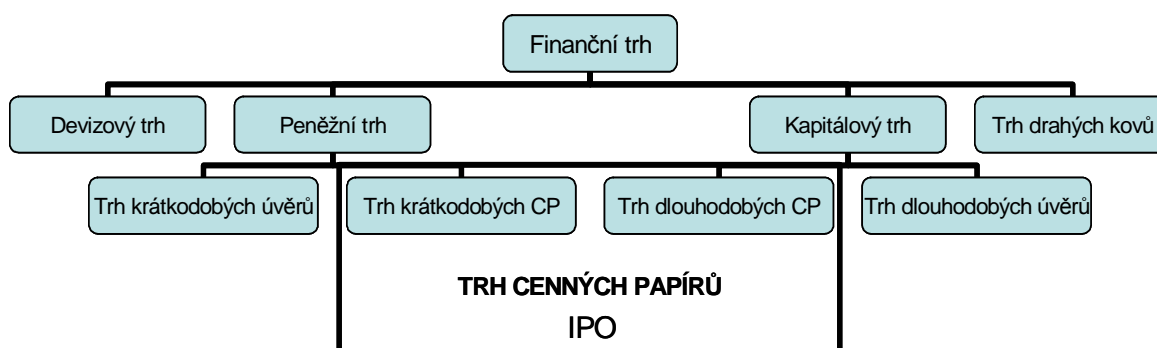 Finanční trh
Devizový trh
Peněžní trh
Kapitálový trh
Trh drahých kovů
Trh krátkodobých úvěrů
Trh krátkodobých CP
Trh dlouhodobých CP
Trh dlouhodobých úvěrů
TRH CENNÝCH PAPÍRŮ
IPO